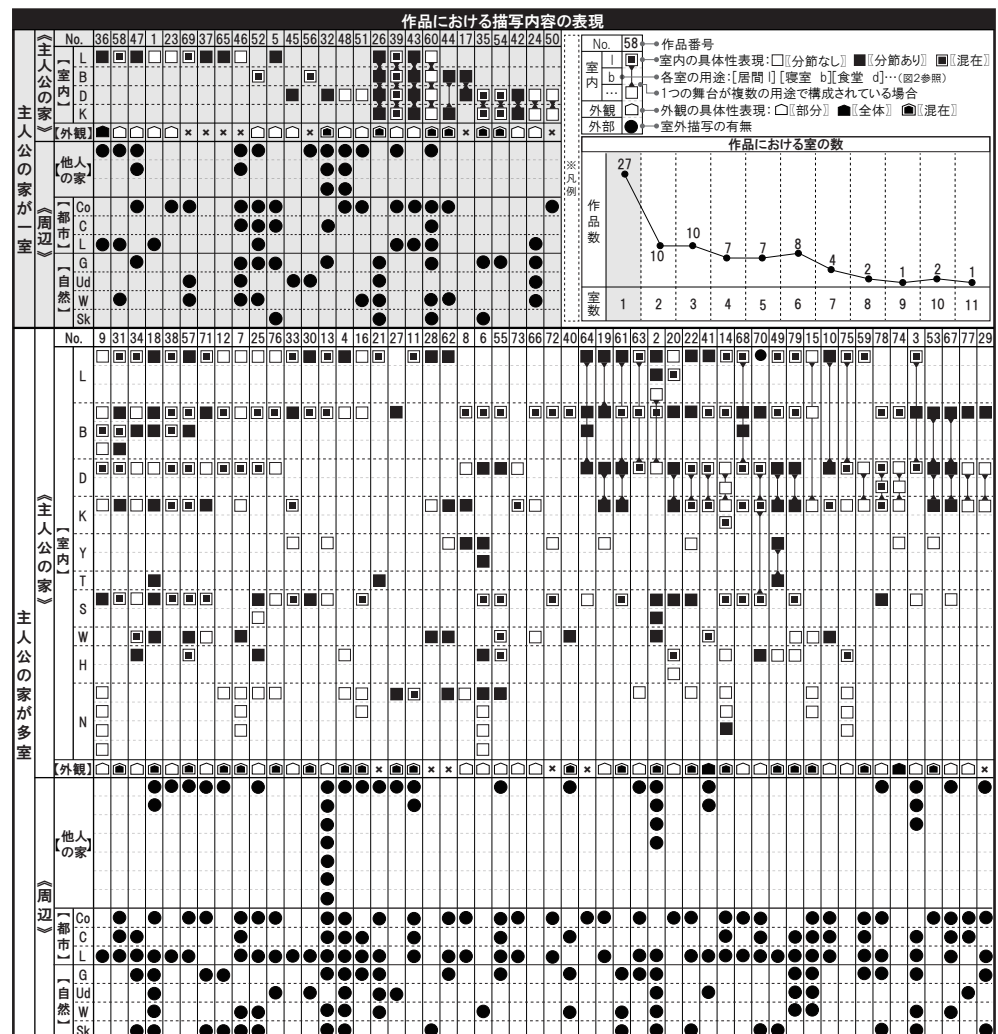 作品における描写内容の表現
No. 36 58 47 1 23 69 37 65 46 52 5 45 56 32 48 51 26 39 43 60 44 17 35 54 42 24 50
主人公の家が一室
《主人公の家》
【室内】
L
B
D
K
【外観】 × × × × × × ×
《周辺》
【他人の家】
【都市】
Co
C
L
【自然】
G
Ud
W
Sk
※凡例
No. 58 作品番号
室内 l 室内の具体性表現:□〖分節なし〗 ■〖分節あり〗 〖混在〗
b 各室の用途:[居間 l] [寝室 b] [食堂 d]…(図2参照)
… 1つの舞台が複数の用途で構成されている場合
外観 外観の具体性表現:〖部分〗 〖全体〗 〖混在〗
外部 ● 室外描写の有無
作品における室の数
作品数
27 10 10 7 7 8 4 2 1 2 1
室数 1 2 3 4 5 6 7 8 9 10 11
No. 9 31 34 18 38 57 71 12 7 25 76 33 30 13 4 16 21 27 11 28 62 8 6 55 73 66 72 40 64 19 61 63 2 20 22 41 14 68 70 49 79 15 10 75 59 78 74 3 53 67 77 29
主人公の家が多室
《主人公の家》
【室内】
L
B
D
K
Y
T
S
W
H
N
【外観】 × × × × × ×
《周辺》
【他人の家】
【都市】
Co
C
L
【自然】
G
Ud
W
Sk